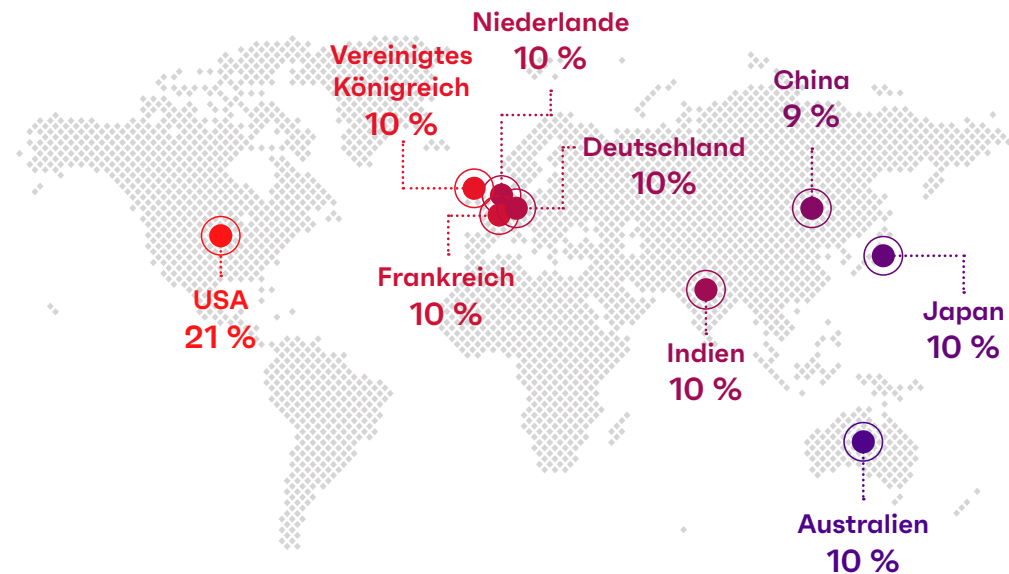 Niederlande
10 %
Vereinigtes
Königreich
10 %
China
9 %
Deutschland
10%
Frankreich
10 %
USA
21 %
Japan
10 %
Indien
10 %
Australien
10 %